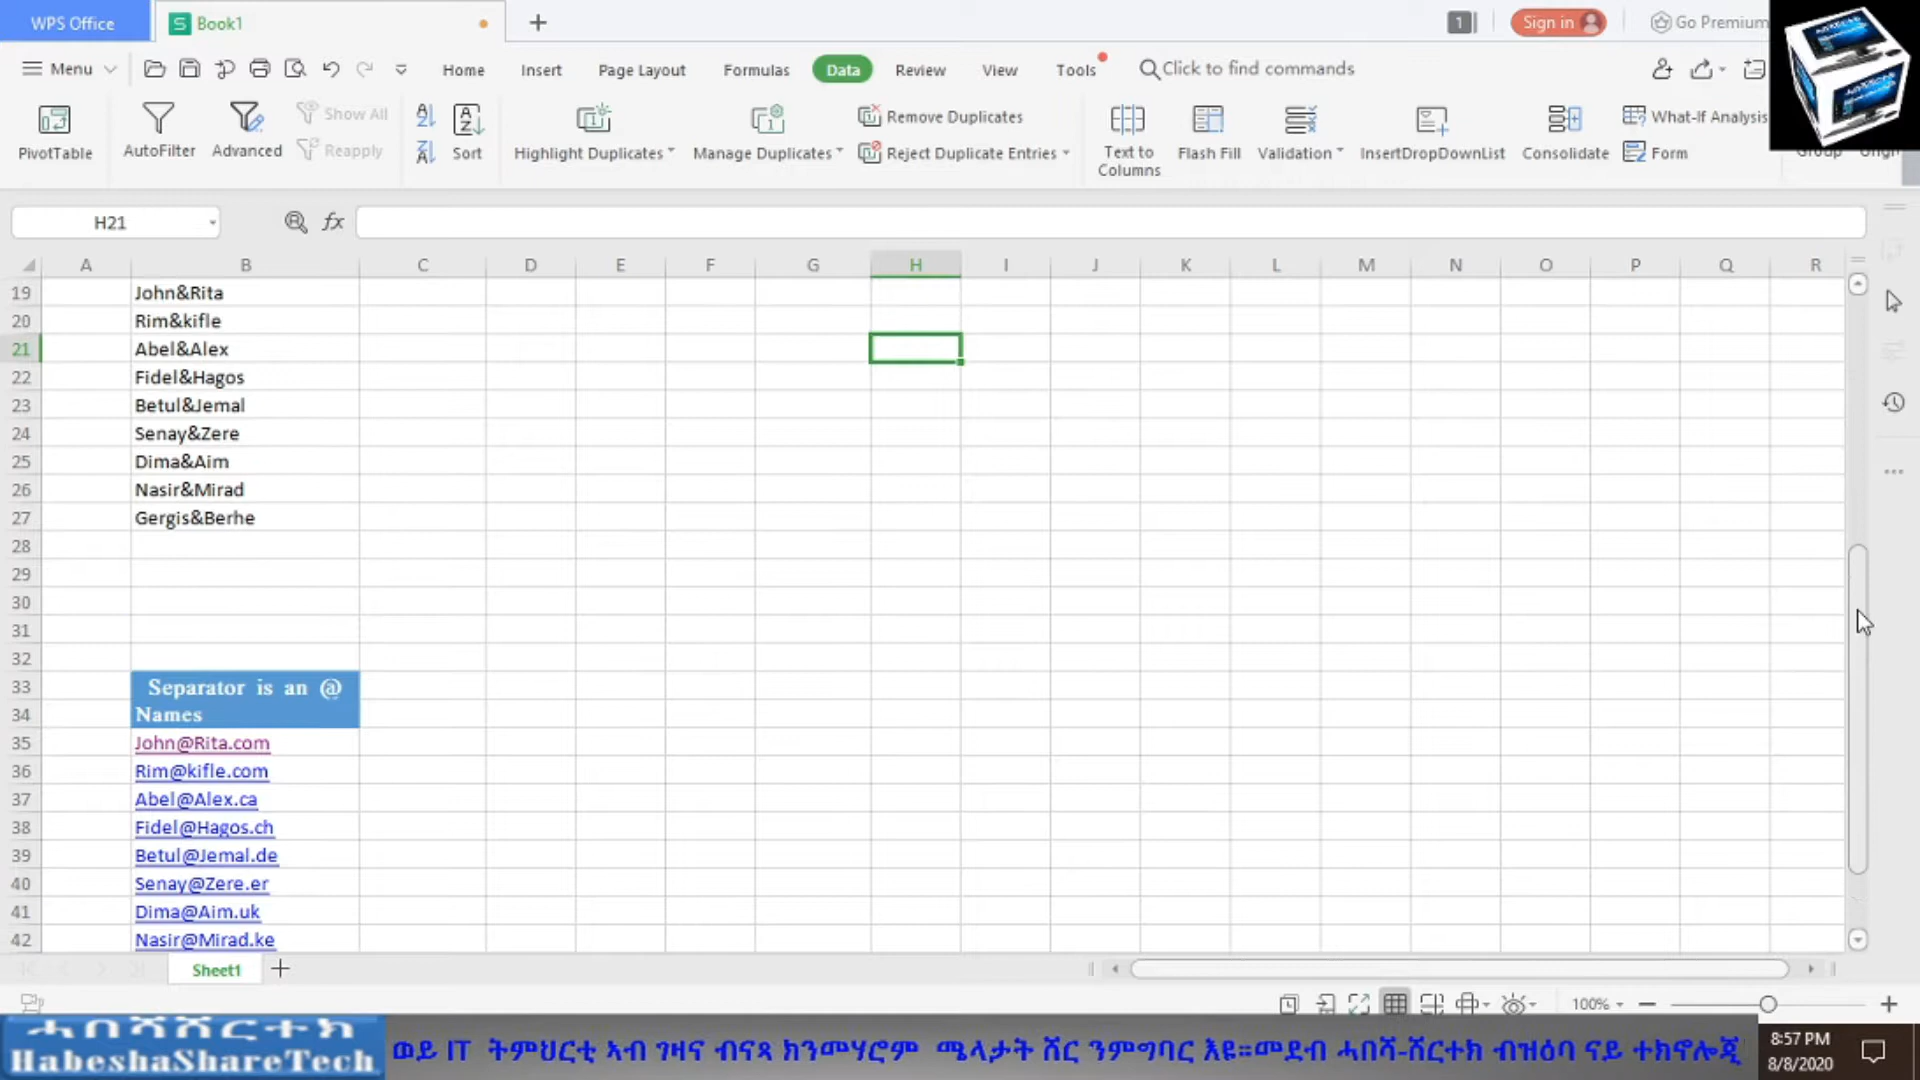 WPS Office
Book1
1
Sign in
Go Premium
Menu
Home
Insert
Page Layout
Formulas
Data
Review
View
Tools
Click to find commands
PivotTable
AutoFilter
Advanced
Show All
Reapply
Sort
Highlight Duplicates
Manage Duplicates
Remove Duplicates
Reject Duplicate Entries
Text to
Columns
Flash Fill
Validation
InsertDropDownList
Consolidate
What-If Analysis
Form
H21
A B C D E F G H I J K L M N O P Q R
19 John&Rita
20 Rim&kifle
21 Abel&Alex
22 Fidel&Hagos
23 Betul&Jemal
24 Senay&Zere
25 Dima&Aim
26 Nasir&Mirad
27 Gergis&Berhe
28
29
30
31
32
33 Separator is an @
34 Names
35 John@Rita.com
36 Rim@kifle.com
37 Abel@Alex.ca
38 Fidel@Hagos.ch
39 Betul@Jemal.de
40 Senay@Zere.er
41 Dima@Aim.uk
42 Nasir@Mirad.ke
Sheet1
100%
ሓበሻሸርተክ
HabeshaShareTech
ወይ IT ትምህርቲ ኣብ ገዛና ብናጻ ክንመሃሮም ሜላታት ሸር ንምግባር እዩ።መደብ ሓበሻ-ሸርተክ ብዝዕባ ናይ ተክኖሎጂ
8:57 PM
8/8/2020